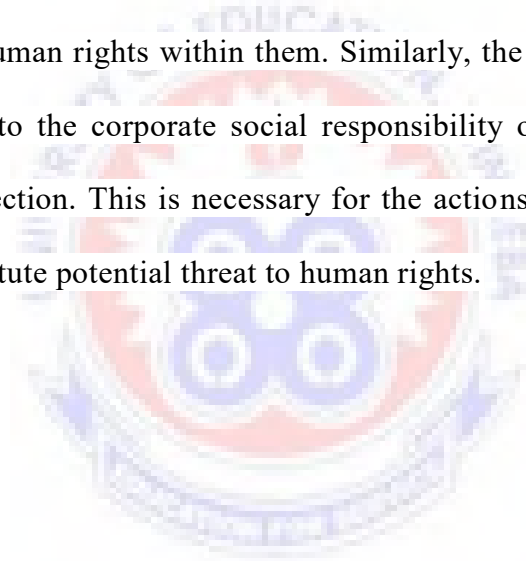 uman rights within them. Similarly, the
to the corporate social responsibility o
ection. This is necessary for the actions
tute potential threat to human rights.